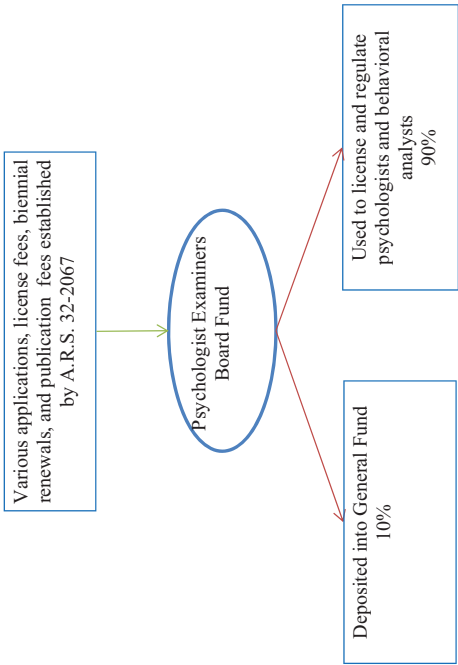 Various applications, license fees, biennial
renewals, and publication fees established
by A.R.S. 32-2067
Psychologist Examiners
Board Fund
Deposited into General Fund
10%
Used to license and regulate
psychologists and behavioral
analysts
90%